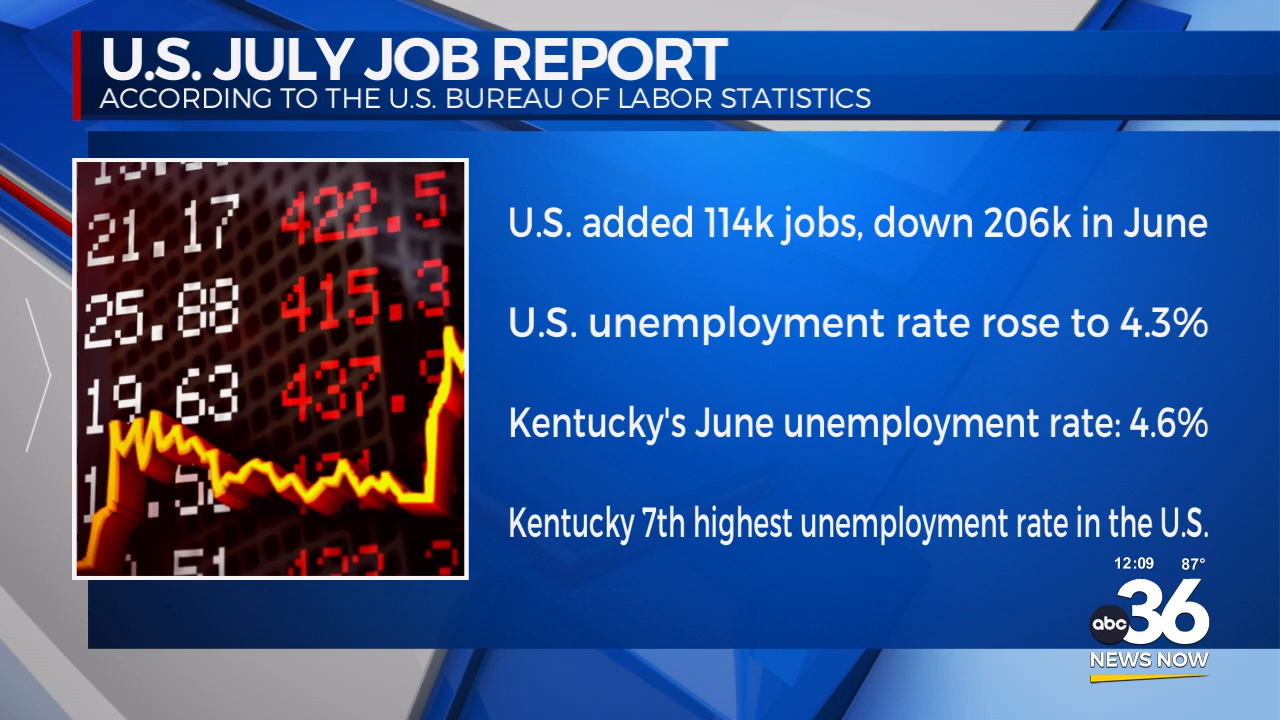 U.S. JULY JOB REPORT
ACCORDING TO THE U.S. BUREAU OF LABOR STATISTICS
21.17 422.5
25.88 415.3
19.63 437.
U.S. added 114k jobs, down 206k in June
U.S. unemployment rate rose to 4.3%
Kentucky's June unemployment rate: 4.6%
Kentucky 7th highest unemployment rate in the U.S.
12:09 87°
abc 36
NEWS NOW